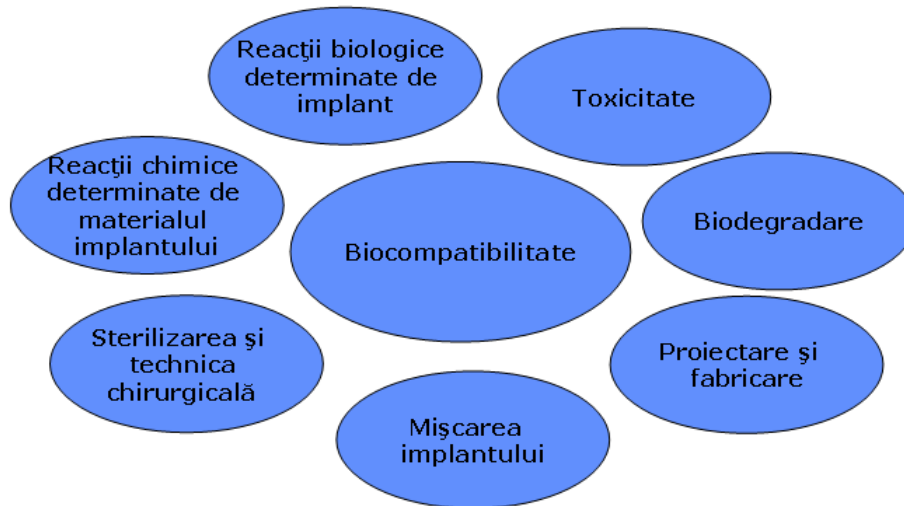 Reacţii biologice
determinate de
implant
Toxicitate
Reacţii chimice
determinate de
materialul
implantului
Biocompatibilitate
Biodegradare
Sterilizarea şi
technica
chirurgicală
Proiectare şi
fabricare
Mişcarea
implantului